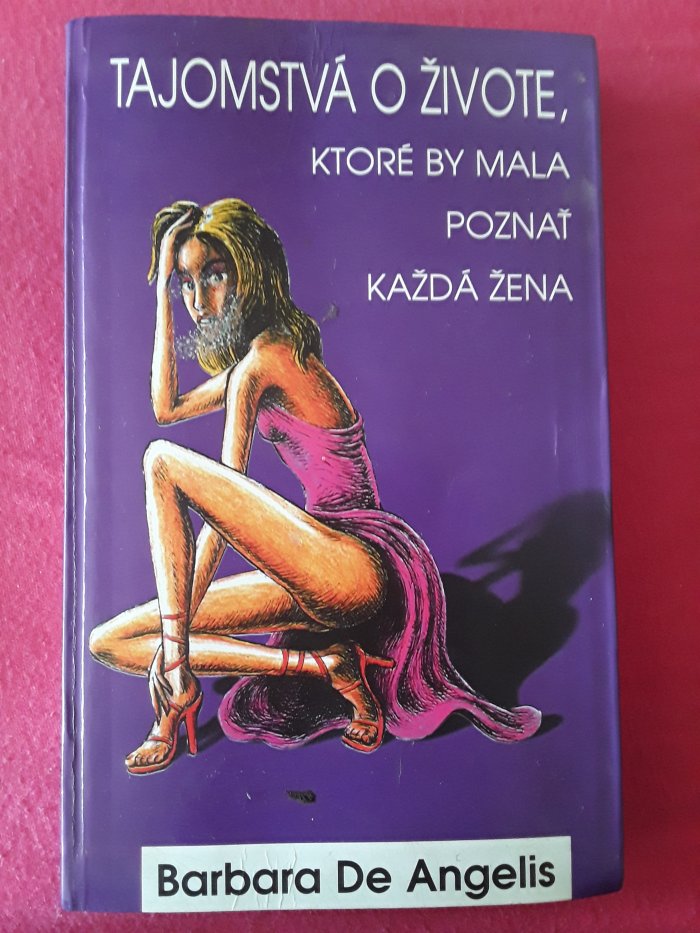 TAJOMSTVÁ O ŽIVOTE,
KTORÉ BY MALA
POZNAŤ
KAŽDÁ ŽENA
Barbara De Angelis